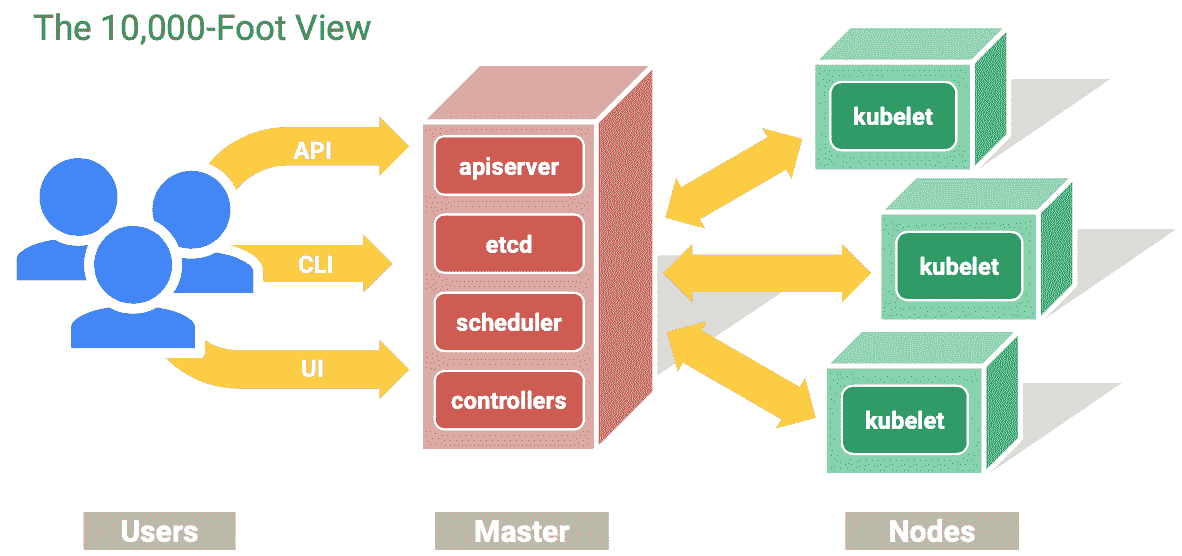 The 10,000-Foot View
API
CLI
UI
apiserver
etcd
scheduler
controllers
kubelet
kubelet
kubelet
Users
Master
Nodes